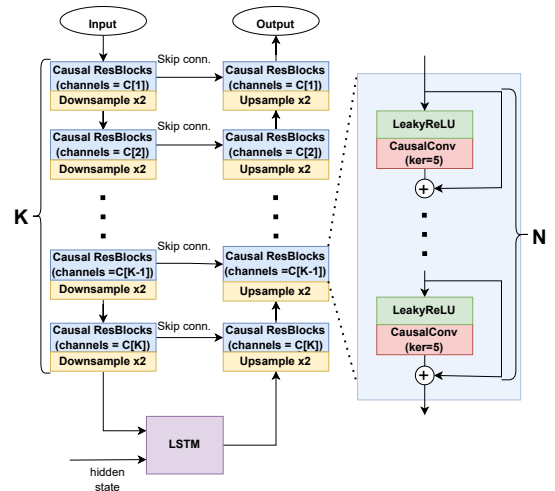 Input
Output
Causal ResBlocks
(channels = C[1])
Downsample x2
Skip conn.
Causal ResBlocks
(channels = C[1])
Upsample x2
Causal ResBlocks
(channels = C[2])
Downsample x2
Skip conn.
Causal ResBlocks
(channels = C[2])
Upsample x2
K
Causal ResBlocks
(channels =C[K-1])
Downsample x2
Skip conn.
Causal ResBlocks
(channels =C[K-1])
Upsample x2
Causal ResBlocks
(channels = C[K])
Downsample x2
Skip conn.
Causal ResBlocks
(channels = C[K])
Upsample x2
LSTM
hidden
state
LeakyReLU
CausalConv
(ker=5)
+
N
LeakyReLU
CausalConv
(ker=5)
+